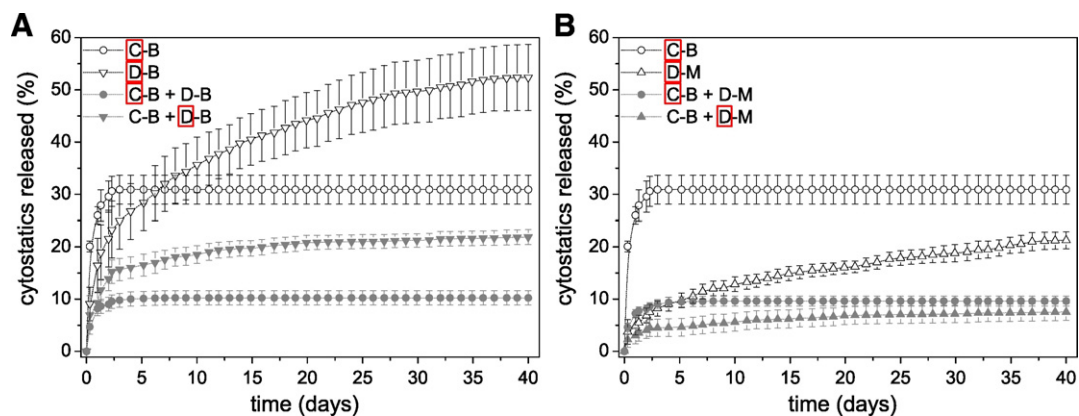 A
B
60
50
40
30
20
10
0
cytostatics released (%)
C-B
D-B
C-B + D-B
C-B + D-B
0 5 10 15 20 25 30 35 40
time (days)
60
50
40
30
20
10
0
cytostatics released (%)
C-B
D-M
C-B + D-M
C-B + D-M
0 5 10 15 20 25 30 35 40
time (days)